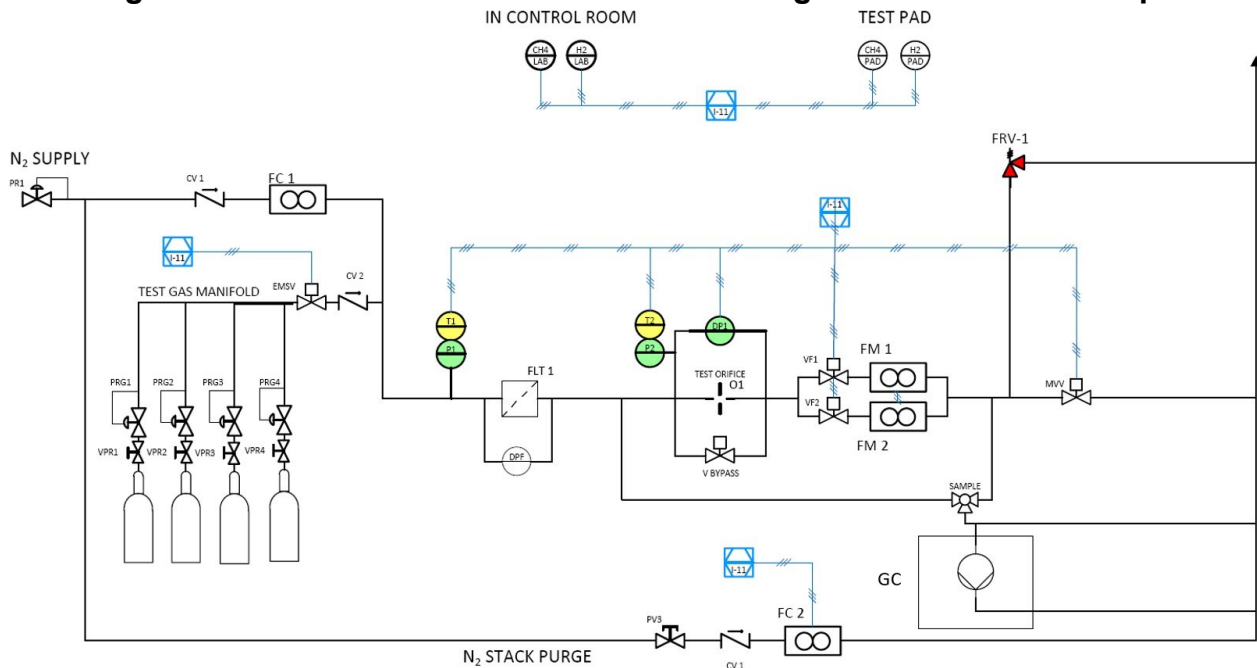 IN CONTROL ROOM
TEST PAD
CH4
LAB
H2
LAB
CH4
PAD
H2
PAD
I-11
FRV-1
N₂ SUPPLY
PR1
CV 1
FC 1
I-11
I-11
TEST GAS MANIFOLD
EMSV
CV 2
T1
P1
T2
P2
DP1
FLT 1
TEST ORIFICE
O1
VF1
FM 1
VF2
FM 2
MVV
PRG1
PRG2
PRG3
PRG4
VPR1
VPR2
VPR3
VPR4
DPF
V BYPASS
SAMPLE
GC
I-11
PV3
FC 2
CV 1
N₂ STACK PURGE